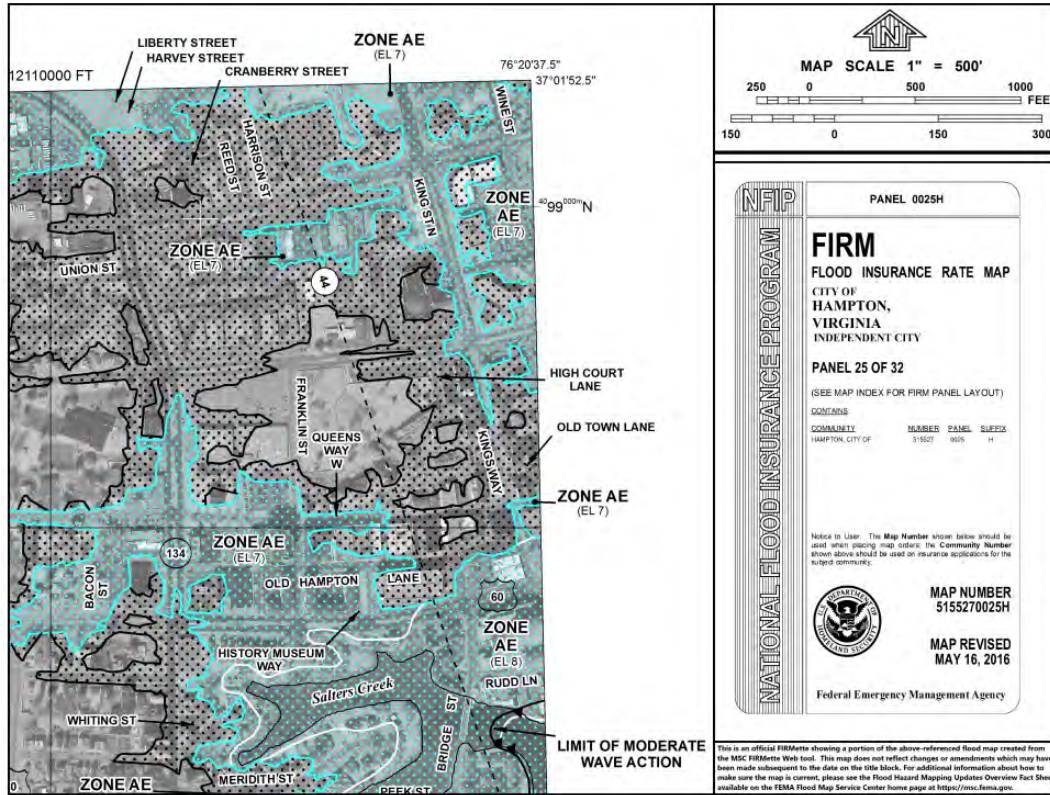 LIBERTY STREET
HARVEY STREET
CRANBERRY STREET
ZONE AE
(EL 7)
12110000 FT
76°20'37.5"
37°01'52.5"
WINE ST
HARRISON ST
REED ST
KING ST N
ZONE
AE
(EL 7)
4099000mN
ZONE AE
(EL 7)
UNION ST
44
HIGH COURT
LANE
FRANKLIN ST
QUEENS
WAY
W
OLD TOWN LANE
KINGS WAY
ZONE AE
(EL 7)
134
ZONE AE
(EL 7)
BACON
ST
OLD HAMPTON LANE
60
ZONE
AE
(EL 8)
HISTORY MUSEUM
WAY
RUDD LN
Salters Creek
WHITING ST
BRIDGE ST
LIMIT OF MODERATE
WAVE ACTION
MERIDITH ST
ZONE AE
PEEK ST
0
N
MAP SCALE 1" = 500'
250 0 500 1000
FEE
150 0 150 300
NFIP
NATIONAL FLOOD INSURANCE PROGRAM
PANEL 0025H
FIRM
FLOOD INSURANCE RATE MAP
CITY OF
HAMPTON,
VIRGINIA
INDEPENDENT CITY
PANEL 25 OF 32
(SEE MAP INDEX FOR FIRM PANEL LAYOUT)
CONTAINS
COMMUNITY NUMBER PANEL SUFFIX
HAMPTON, CITY OF 515527 0025 H
Notice to User: The Map Number shown below should be
used when placing map orders; the Community Number
shown above should be used on insurance applications for the
subject community.
U.S. DEPARTMENT OF
HOMELAND SECURITY
MAP NUMBER
5155270025H
MAP REVISED
MAY 16, 2016
Federal Emergency Management Agency
This is an official FIRMette showing a portion of the above-referenced flood map created from
the MSC FIRMette Web tool. This map does not reflect changes or amendments which may have
been made subsequent to the date on the title block. For additional information about how to
make sure the map is current, please see the Flood Hazard Mapping Updates Overview Fact Shee
available on the FEMA Flood Map Service Center home page at https://msc.fema.gov.